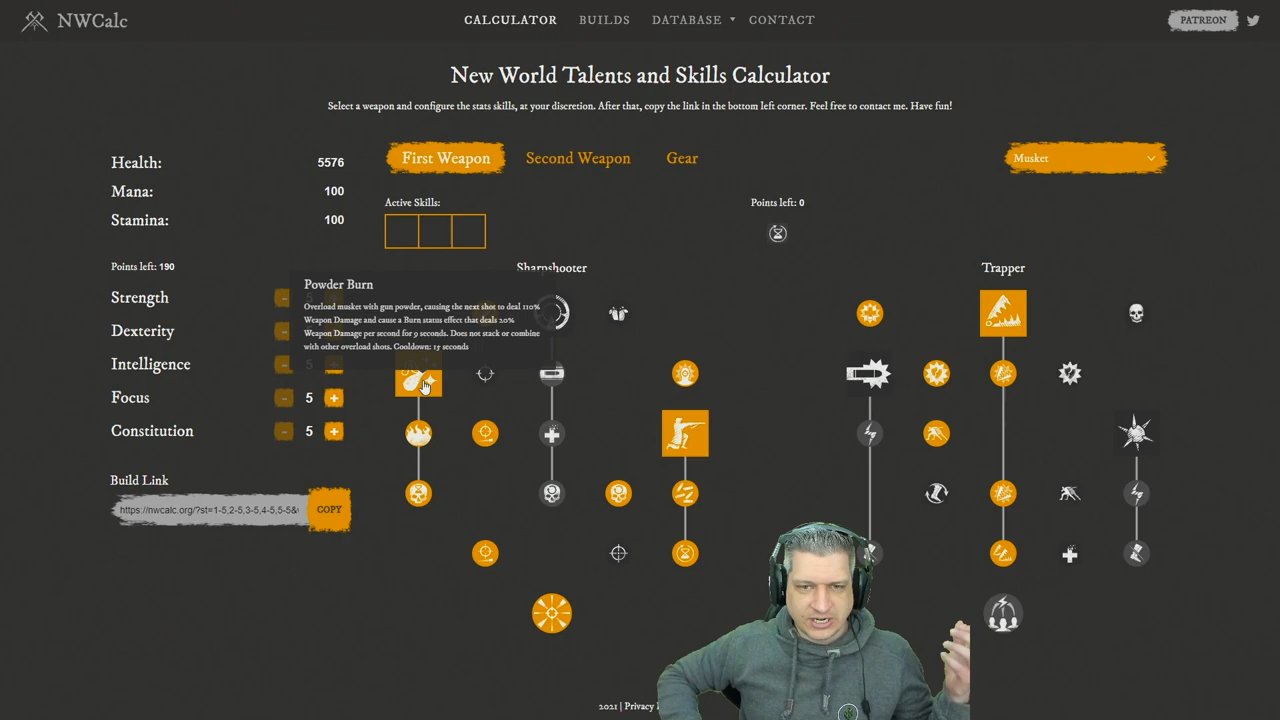 NWCalc
CALCULATOR
BUILDS
DATABASE
CONTACT
PATREON
New World Talents and Skills Calculator
Select a weapon and configure the stats skills, at your discretion. After that, copy the link in the bottom left corner. Feel free to contact me. Have fun!
Health: 5576
Mana: 100
Stamina: 100
First Weapon
Second Weapon
Gear
Musket
Active Skills:
Points left: 0
Points left: 190
Sharpshooter
Trapper
Powder Burn
Overload musket with gun powder, causing the next shot to deal 110%
Weapon Damage and cause a Burn status effect that deals 20%
Weapon Damage per second for 9 seconds. Does not stack or combine
with other overload shots. Cooldown: 15 seconds
Strength
Dexterity
Intelligence 5
Focus - 5 +
Constitution - 5 +
Build Link
https://nwcalc.org/?st=1-5,2-5,3-5,4-5,5-5&
COPY
2021 | Privacy